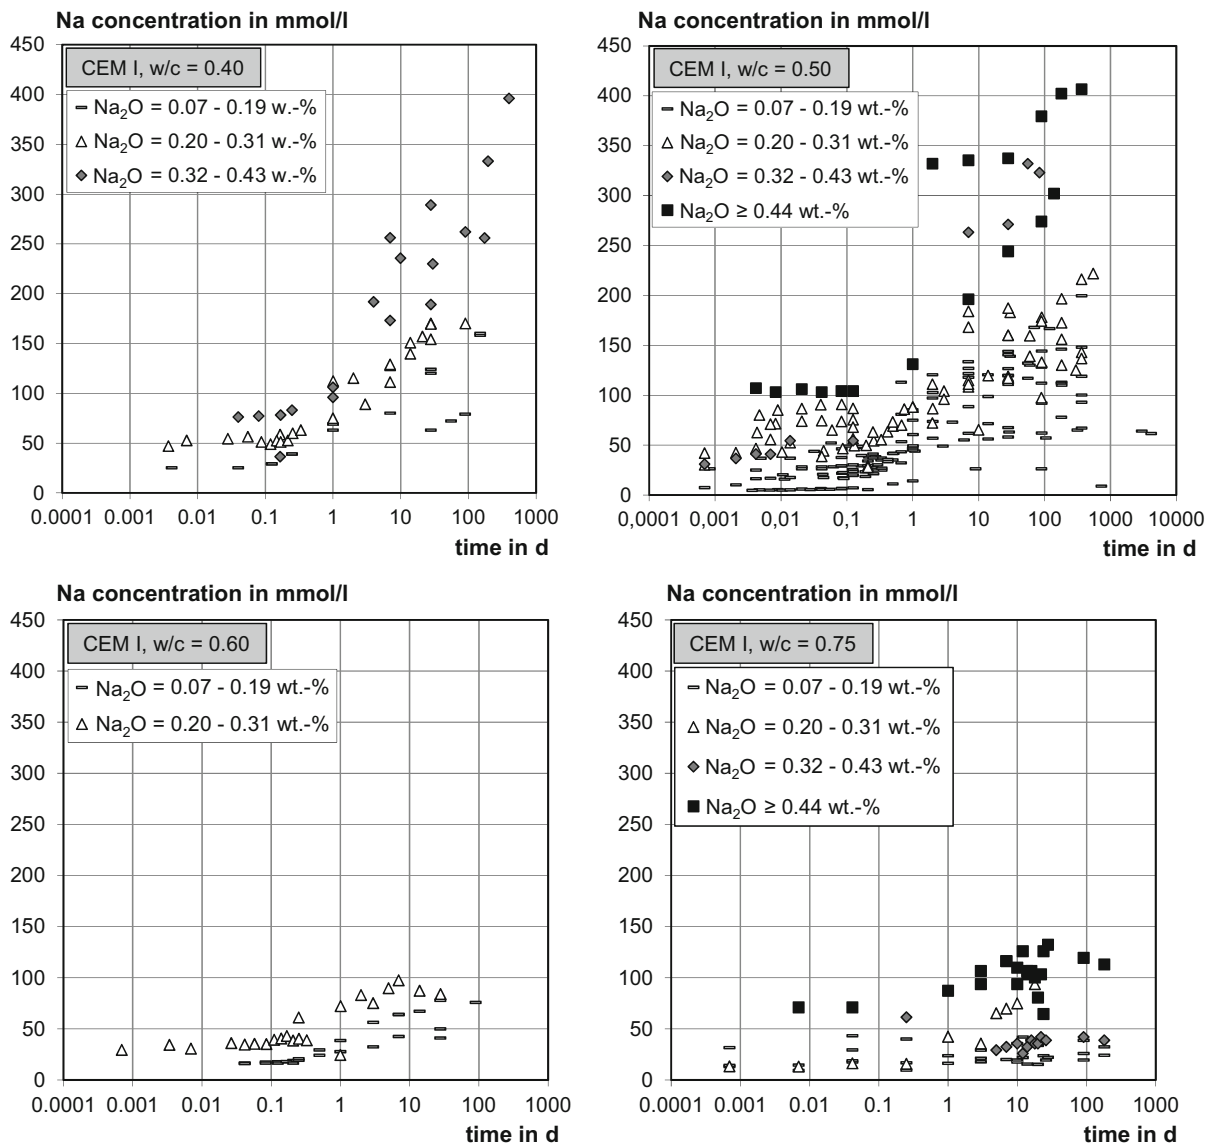 Na concentration in mmol/l
CEM I, w/c = 0.40
Na₂O = 0.07 - 0.19 w.-%
Na₂O = 0.20 - 0.31 w.-%
Na₂O = 0.32 - 0.43 w.-%
450
400
350
300
250
200
150
100
50
0
0.0001 0.01 0.1 1 10 100 1000
time in d
Na concentration in mmol/l
CEM I, w/c = 0.50
Na₂O = 0.07 - 0.19 wt.-%
Na₂O = 0.20 - 0.31 wt.-%
Na₂O = 0.32 - 0.43 wt.-%
Na₂O ≥ 0.44 wt.-%
450
400
350
300
250
200
150
100
50
0
0,0001 0,001 0,01 0,1 1 10 100 1000 10000
time in d
Na concentration in mmol/l
CEM I, w/c = 0.60
Na₂O = 0.07 - 0.19 wt.-%
Na₂O = 0.20 - 0.31 wt.-%
450
400
350
300
250
200
150
100
50
0
0.0001 0.001 0.01 0.1 1 10 100 1000
time in d
Na concentration in mmol/l
CEM I, w/c = 0.75
Na₂O = 0.07 - 0.19 wt.-%
Na₂O = 0.20 - 0.31 wt.-%
Na₂O = 0.32 - 0.43 wt.-%
Na₂O ≥ 0.44 wt.-%
450
400
350
300
250
200
150
100
50
0
0.0001 0.001 0.01 0.1 1 10 100 1000
time in d